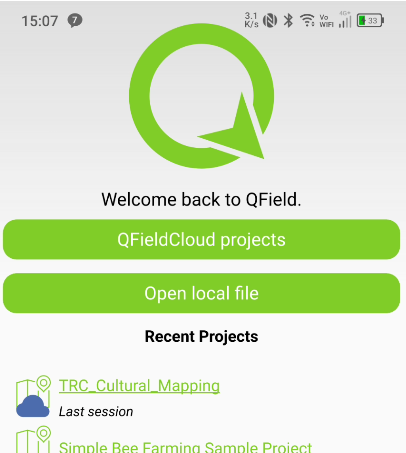 15:07 7 3.1 K/s Vo WIFI 4G+ 33
Welcome back to QField.
QFieldCloud projects
Open local file
Recent Projects
TRC_Cultural_Mapping
Last session
Simple Bee Farming Sample Project